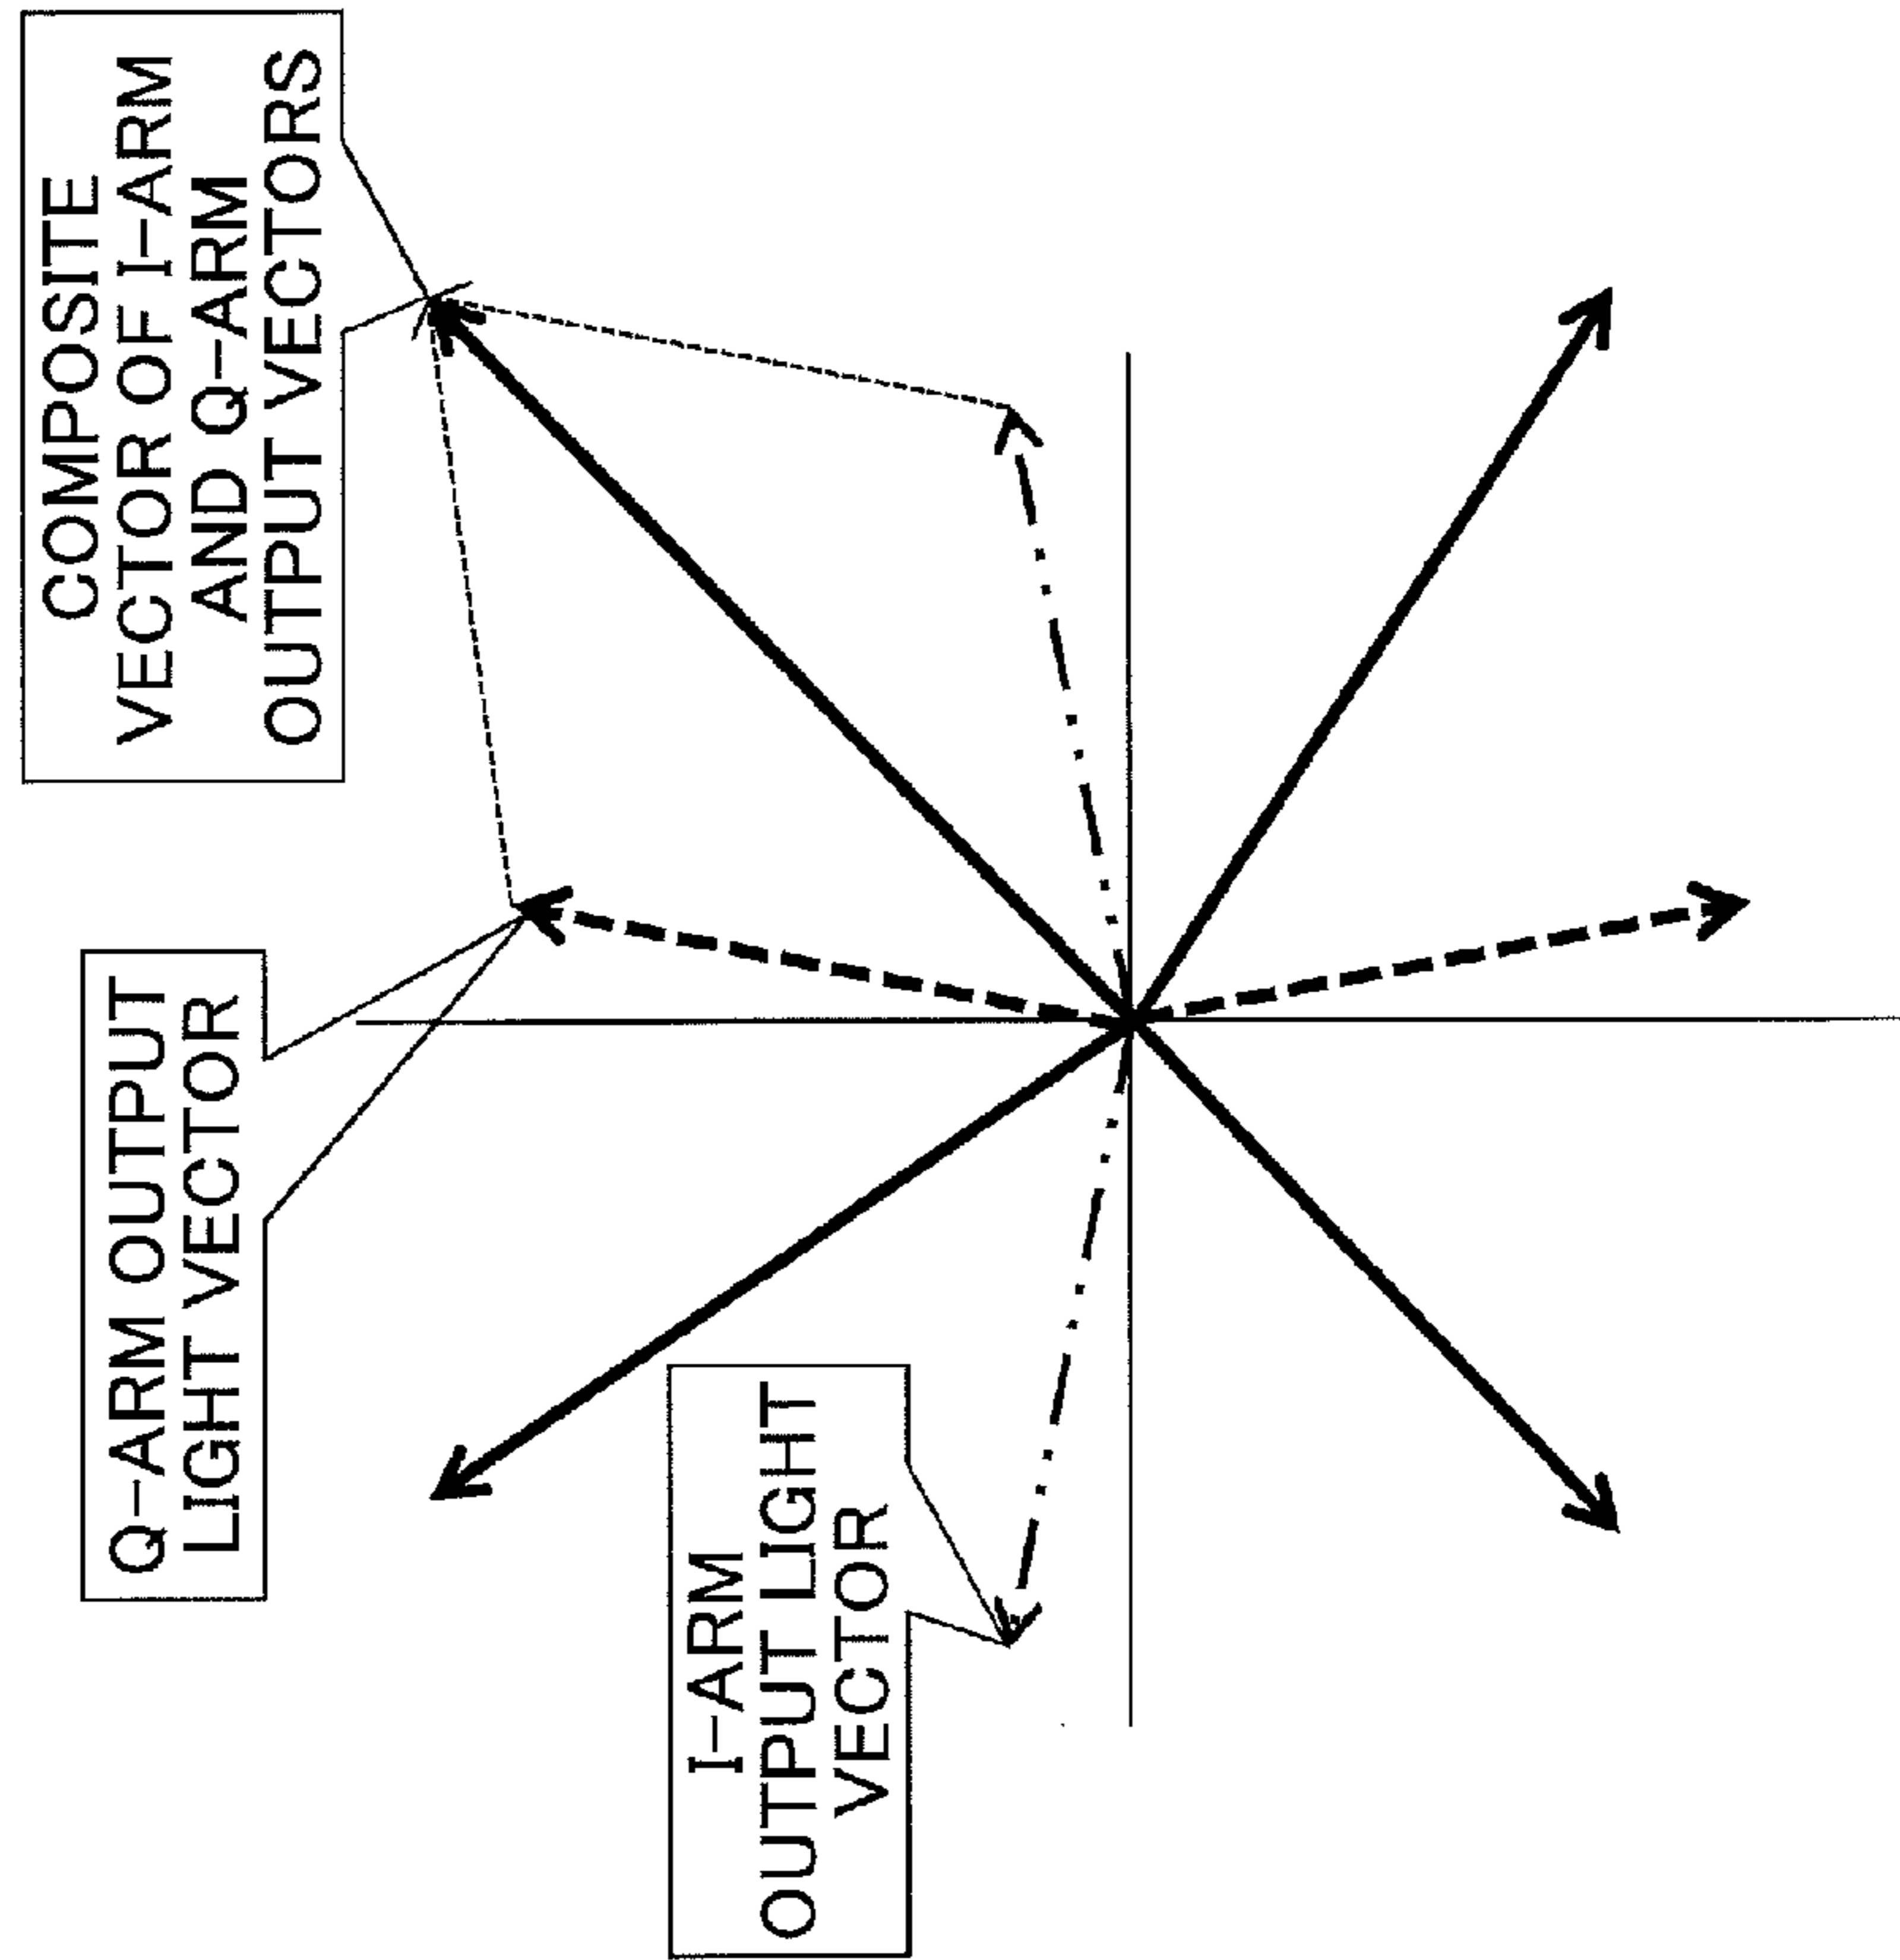 COMPOSITE
VECTOR OF I-ARM
AND Q-ARM
OUTPUT VECTORS
Q-ARM OUTPUT
LIGHT VECTOR
I-ARM
OUTPUT LIGHT
VECTOR